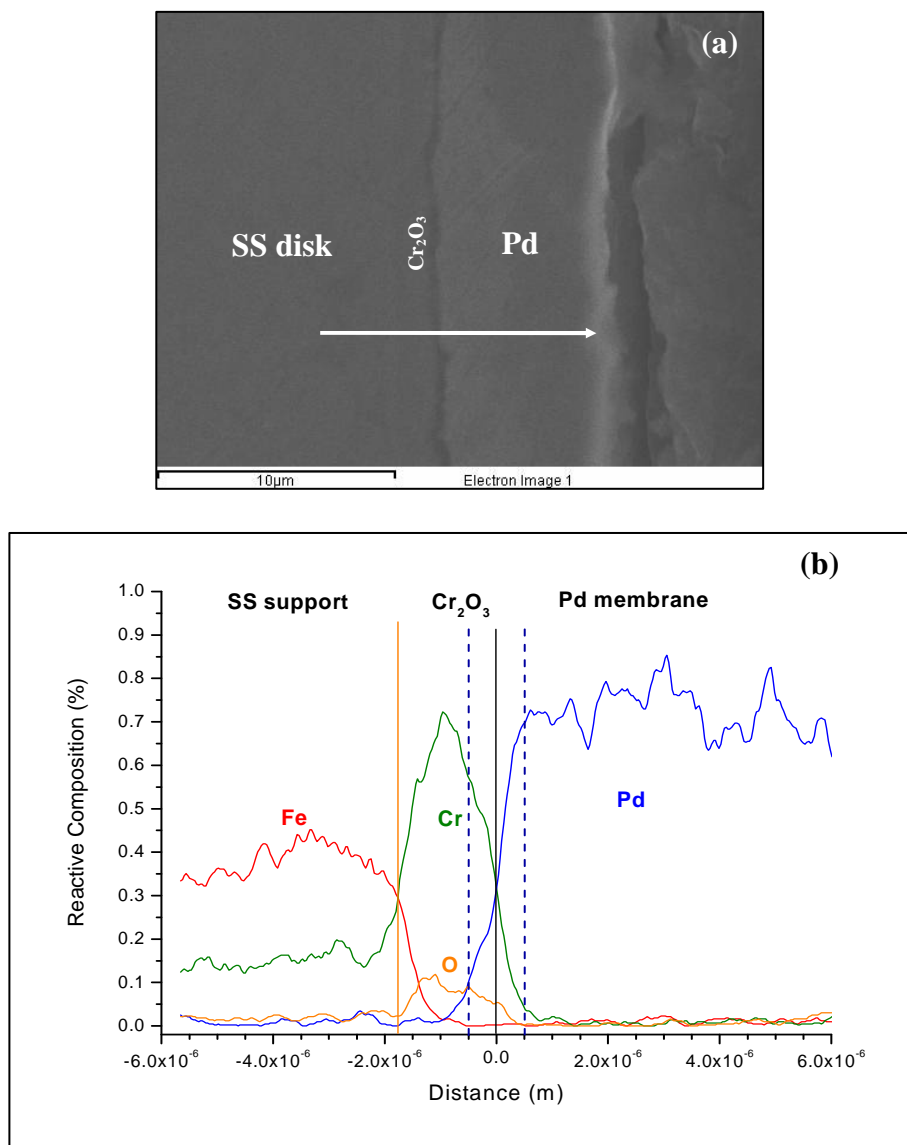 (a)
SS disk
Cr₂O₃
Pd
10µm
Electron Image 1
(b)
SS support
Cr₂O₃
Pd membrane
1.0
0.9
0.8
0.7
0.6
0.5
0.4
0.3
0.2
0.1
0.0
Fe
Cr
O
Pd
Reactive Composition (%)
-6.0x10⁻⁶
-4.0x10⁻⁶
-2.0x10⁻⁶
0.0
2.0x10⁻⁶
4.0x10⁻⁶
6.0x10⁻⁶
Distance (m)